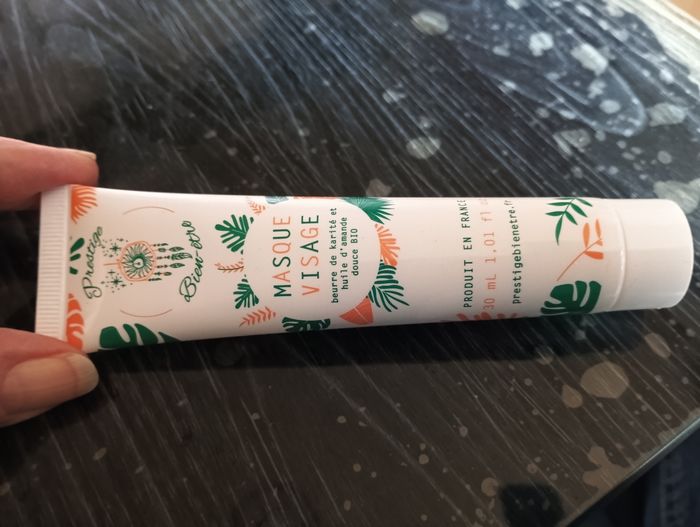 Prestige
Bien-être
MASQUE
VISAGE
beurre de karité et
huile d'amande
douce BIO
PRODUIT EN FRANCE
30 mL 1,01 fl
prestigebienetre.fr